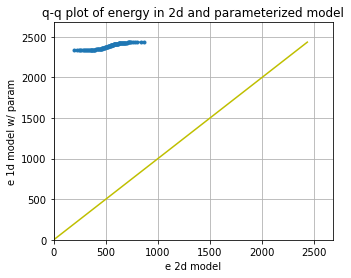 q-q plot of energy in 2d and parameterized model
e 1d model w/ param
2500
2000
1500
1000
500
0
0 500 1000 1500 2000 2500
e 2d model